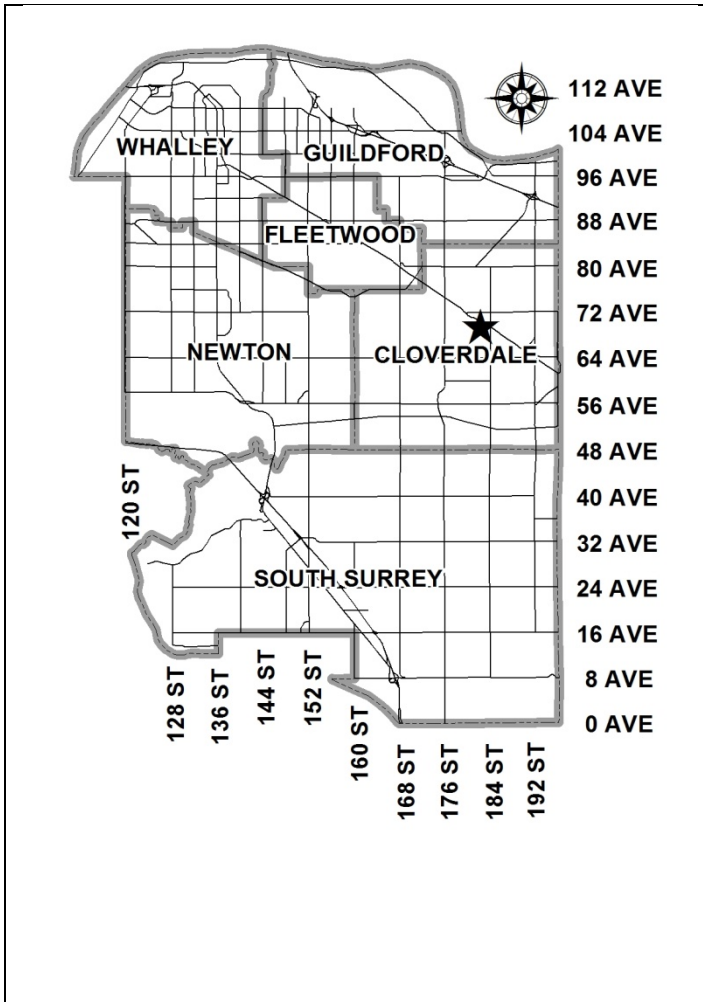 112 AVE
104 AVE
WHALLEY
GUILDFORD
96 AVE
88 AVE
FLEETWOOD
80 AVE
72 AVE
NEWTON
CLOVERDALE
64 AVE
56 AVE
48 AVE
120 ST
40 AVE
32 AVE
SOUTH SURREY
24 AVE
16 AVE
8 AVE
0 AVE
128 ST
136 ST
144 ST
152 ST
160 ST
168 ST
176 ST
184 ST
192 ST